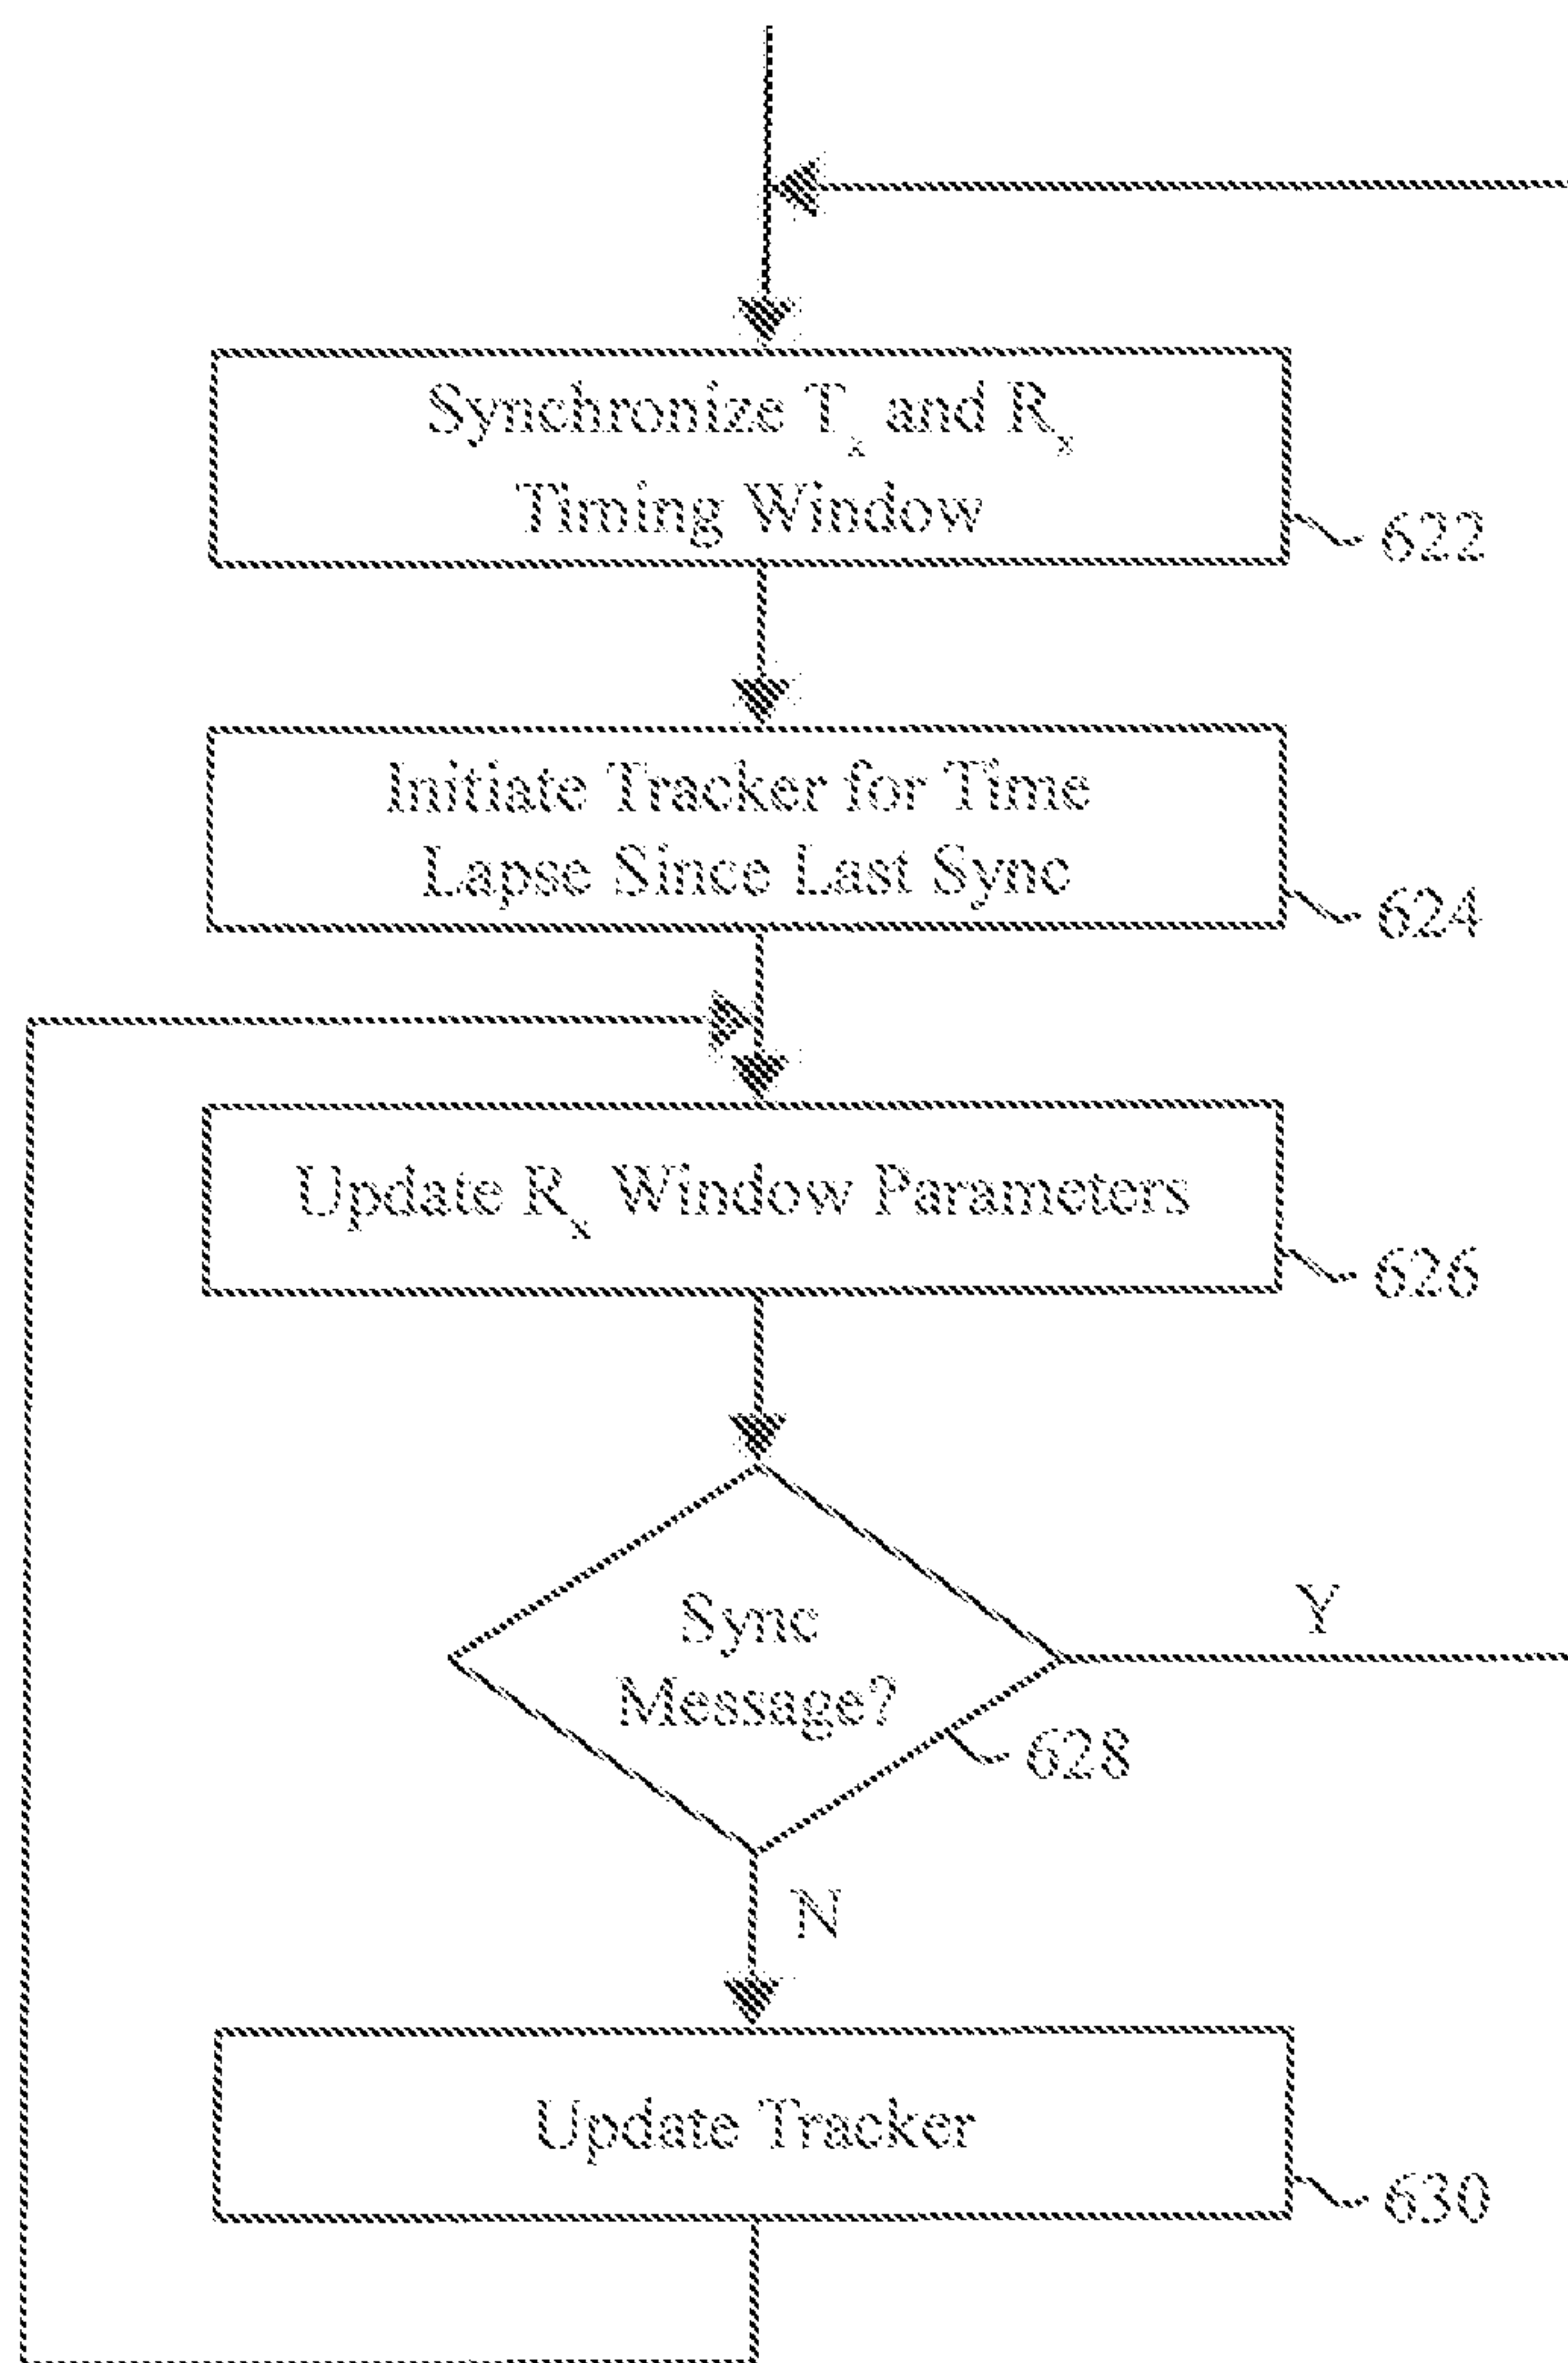 Synchronize Tx and Rx
Timing Window
622
Initiate Tracker for Time
Lapse Since Last Sync
624
Update Rx Window Parameters
626
Sync
Message?
Y
628
N
Update Tracker
630